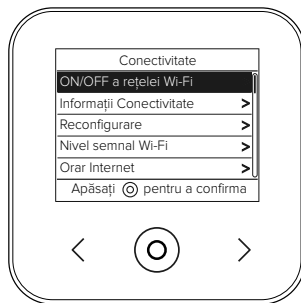 Conectivitate
ON/OFF a rețelei Wi-Fi
Informații Conectivitate >
Reconfigurare >
Nivel semnal Wi-Fi >
Orar Internet >
Apăsați ◎ pentru a confirma